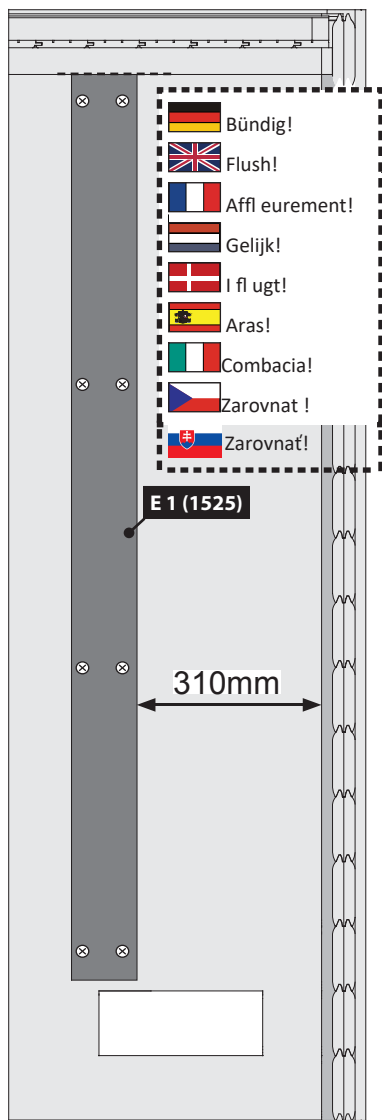 Bündig!
Flush!
Affl eurement!
Gelijk!
I fl ugt!
Aras!
Combacia!
Zarovnat !
Zarovnať!
E 1 (1525)
310mm